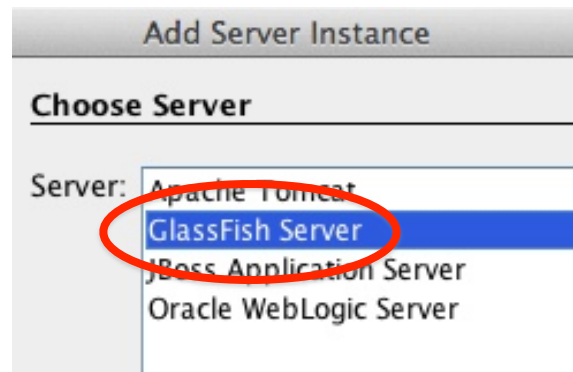 Add Server Instance
Choose Server
Server:
Apache Tomcat
GlassFish Server
JBoss Application Server
Oracle WebLogic Server